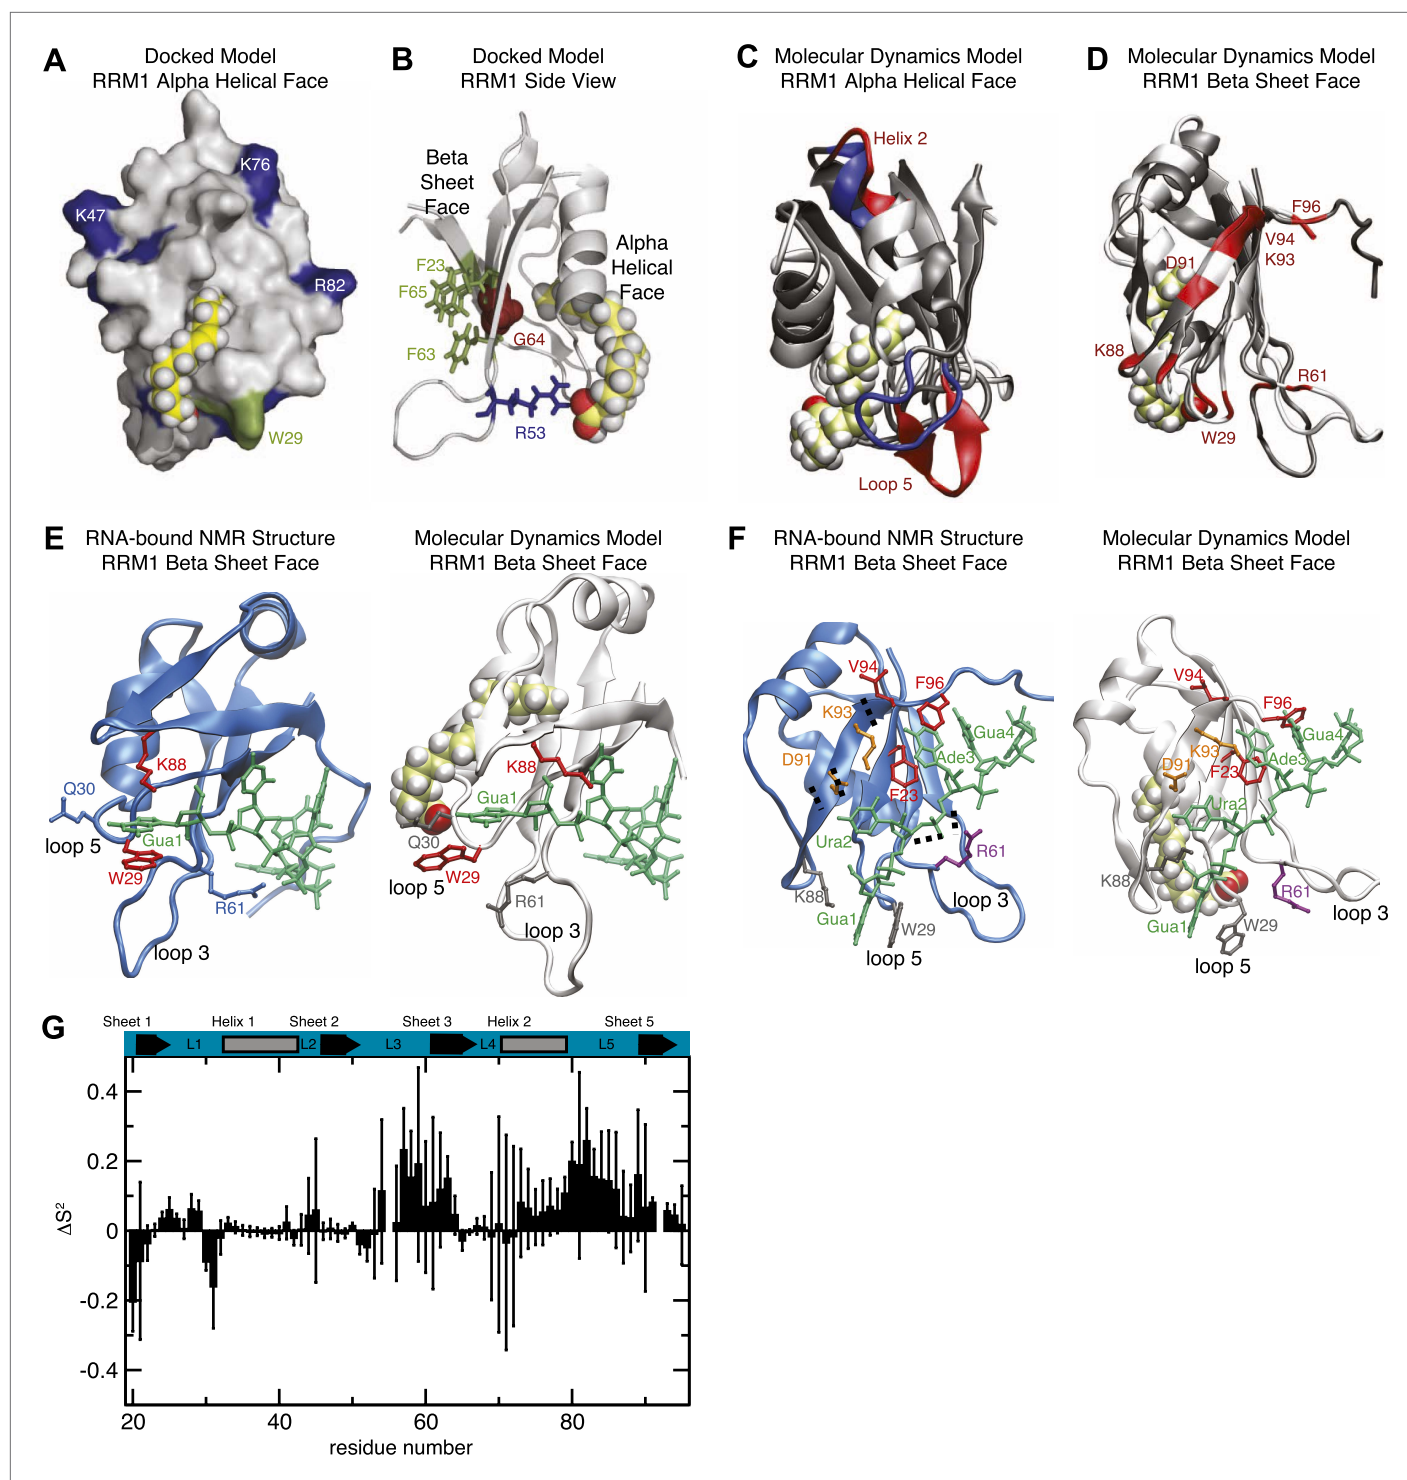 A
Docked Model
RRM1 Alpha Helical Face
K76
K47
R82
W29
B
Docked Model
RRM1 Side View
Beta
Sheet
Face
Alpha
Helical
Face
F23
F65
F63
G64
R53
C
Molecular Dynamics Model
RRM1 Alpha Helical Face
Helix 2
Loop 5
D
Molecular Dynamics Model
RRM1 Beta Sheet Face
F96
V94
K93
D91
K88
R61
W29
E
RNA-bound NMR Structure
RRM1 Beta Sheet Face
K88
Q30
Gua1
loop 5
W29
R61
loop 3
Molecular Dynamics Model
RRM1 Beta Sheet Face
K88
Gua1
Q30
W29
loop 5
R61
loop 3
F
RNA-bound NMR Structure
RRM1 Beta Sheet Face
V94
F96
K93
Gua4
Ade3
D91
F23
Ura2
R61
K88
loop 3
Gua1
W29
loop 5
Molecular Dynamics Model
RRM1 Beta Sheet Face
V94
F96
K93
Gua4
Ade3
D91
F23
Ura2
K88
R61
loop 3
Gua1
W29
loop 5
G
Sheet 1 Helix 1 Sheet 2 Sheet 3 Helix 2 Sheet 5
L1 L2 L3 L4 L5
0.4
0.2
0
-0.2
-0.4
ΔS²
20 40 60 80
residue number